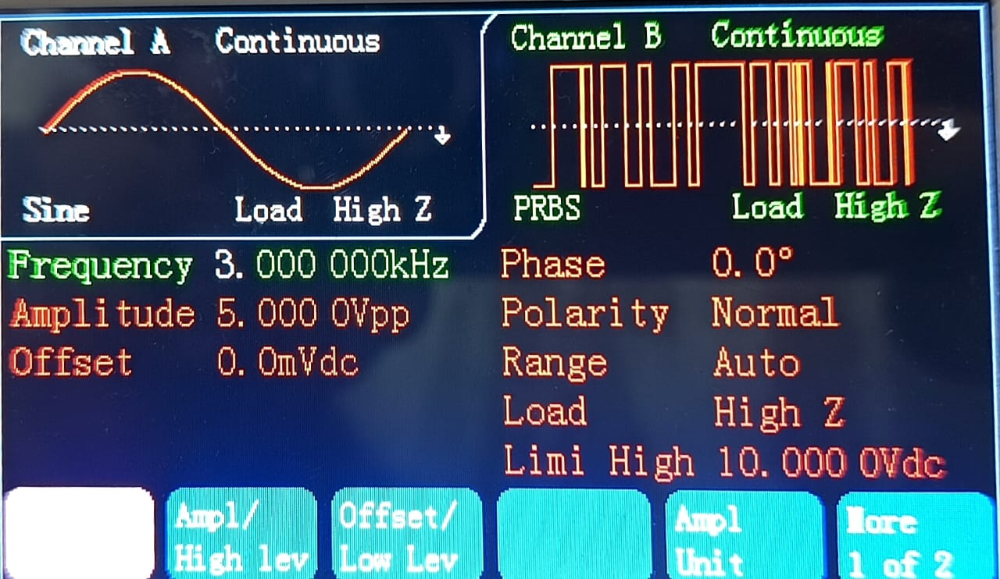 Channel A Continuous
Sine Load High Z
Channel B Continuous
PRBS Load High Z
Frequency 3.000 000kHz
Amplitude 5.000 0Vpp
Offset 0.0mVdc
Phase 0.0°
Polarity Normal
Range Auto
Load High Z
Limi High 10.000 0Vdc
Ampl/
High lev
Offset/
Low Lev
Ampl
Unit
More
1 of 2